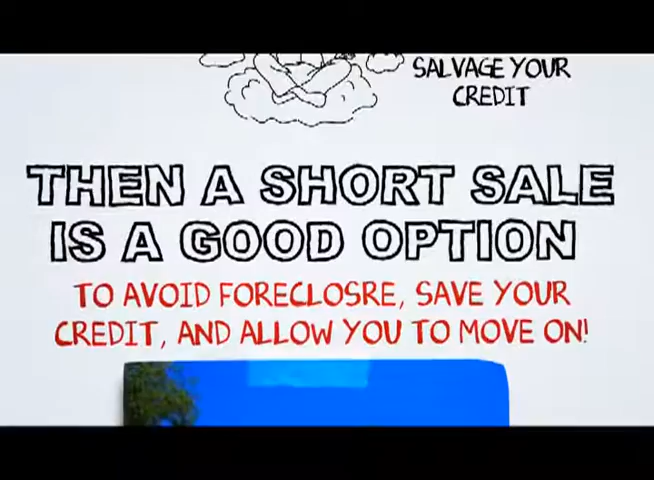 SALVAGE YOUR
CREDIT
THEN A SHORT SALE
IS A GOOD OPTION
TO AVOID FORECLOSRE, SAVE YOUR
CREDIT, AND ALLOW YOU TO MOVE ON!